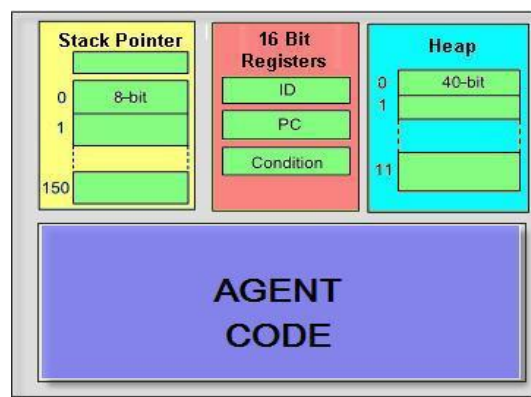 Stack Pointer
0 8-bit
1
150
16 Bit
Registers
ID
PC
Condition
Heap
0 40-bit
1
11
AGENT
CODE